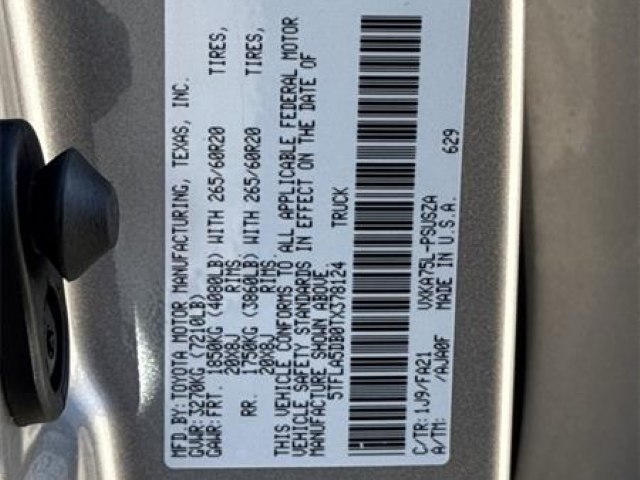 MFD.BY:TOYOTA MOTOR MANUFACTURING, TEXAS, INC.
GVWR: 3270KG (7210LB)
GAWR: FRT. 1850KG (4080LB) WITH 265/60R20 TIRES,
20X8J RIMS
RR. 1750KG (3860LB) WITH 265/60R20 TIRES,
20X8J RIMS
THIS VEHICLE CONFORMS TO ALL APPLICABLE FEDERAL MOTOR
VEHICLE SAFETY STANDARDS IN EFFECT ON THE DATE OF
MANUFACTURE SHOWN ABOVE.
5TFLA5DB0TX378124 TRUCK
C/TR: 1J9/FA21 VXKA75L-PSUSZA
A/TM: /AJA0F MADE IN U.S.A. 629